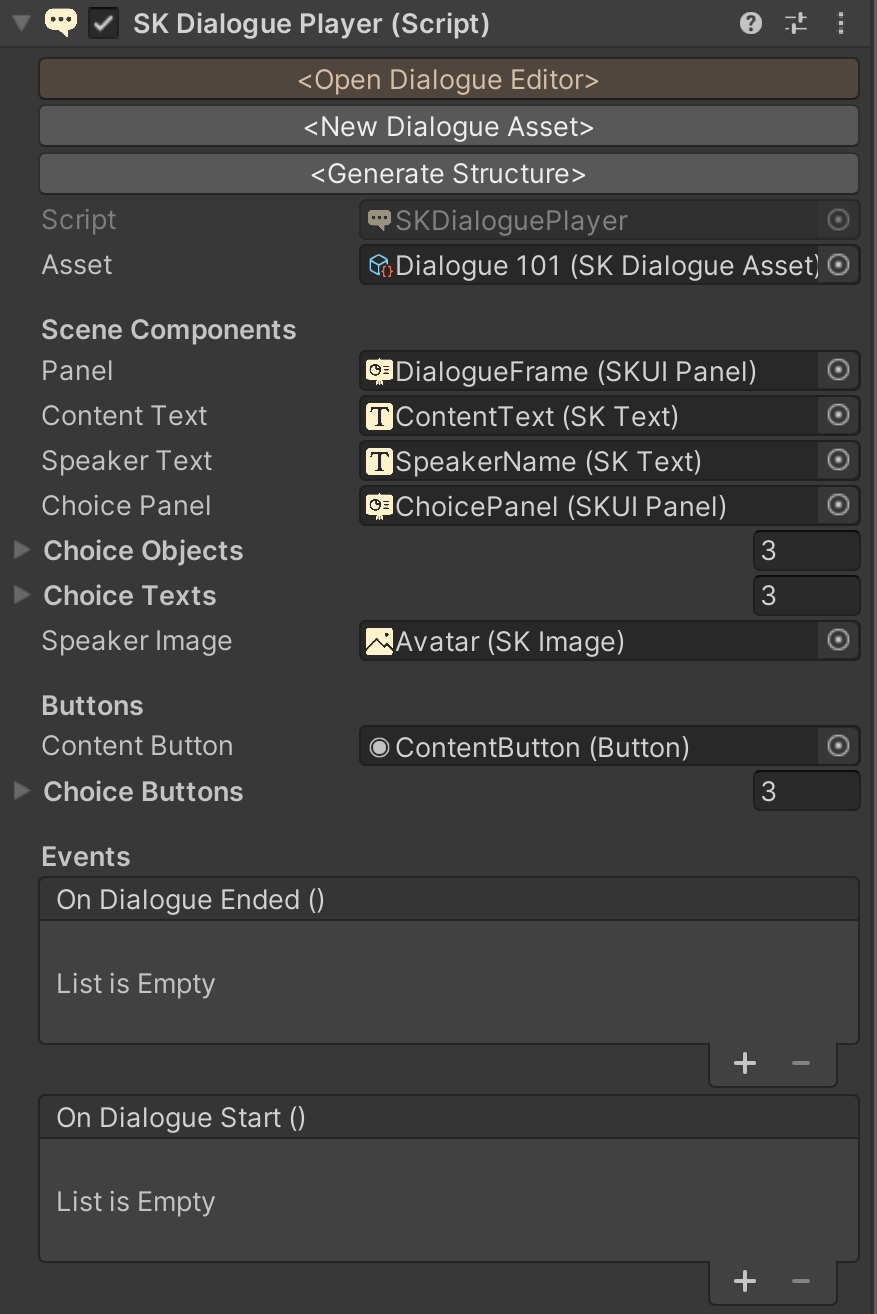 SK Dialogue Player (Script)
<Open Dialogue Editor>
<New Dialogue Asset>
<Generate Structure>
Script SKDialoguePlayer
Asset Dialogue 101 (SK Dialogue Asset)
Scene Components
Panel DialogueFrame (SKUI Panel)
Content Text ContentText (SK Text)
Speaker Text SpeakerName (SK Text)
Choice Panel ChoicePanel (SKUI Panel)
Choice Objects 3
Choice Texts 3
Speaker Image Avatar (SK Image)
Buttons
Content Button ContentButton (Button)
Choice Buttons 3
Events
On Dialogue Ended ()
List is Empty
On Dialogue Start ()
List is Empty